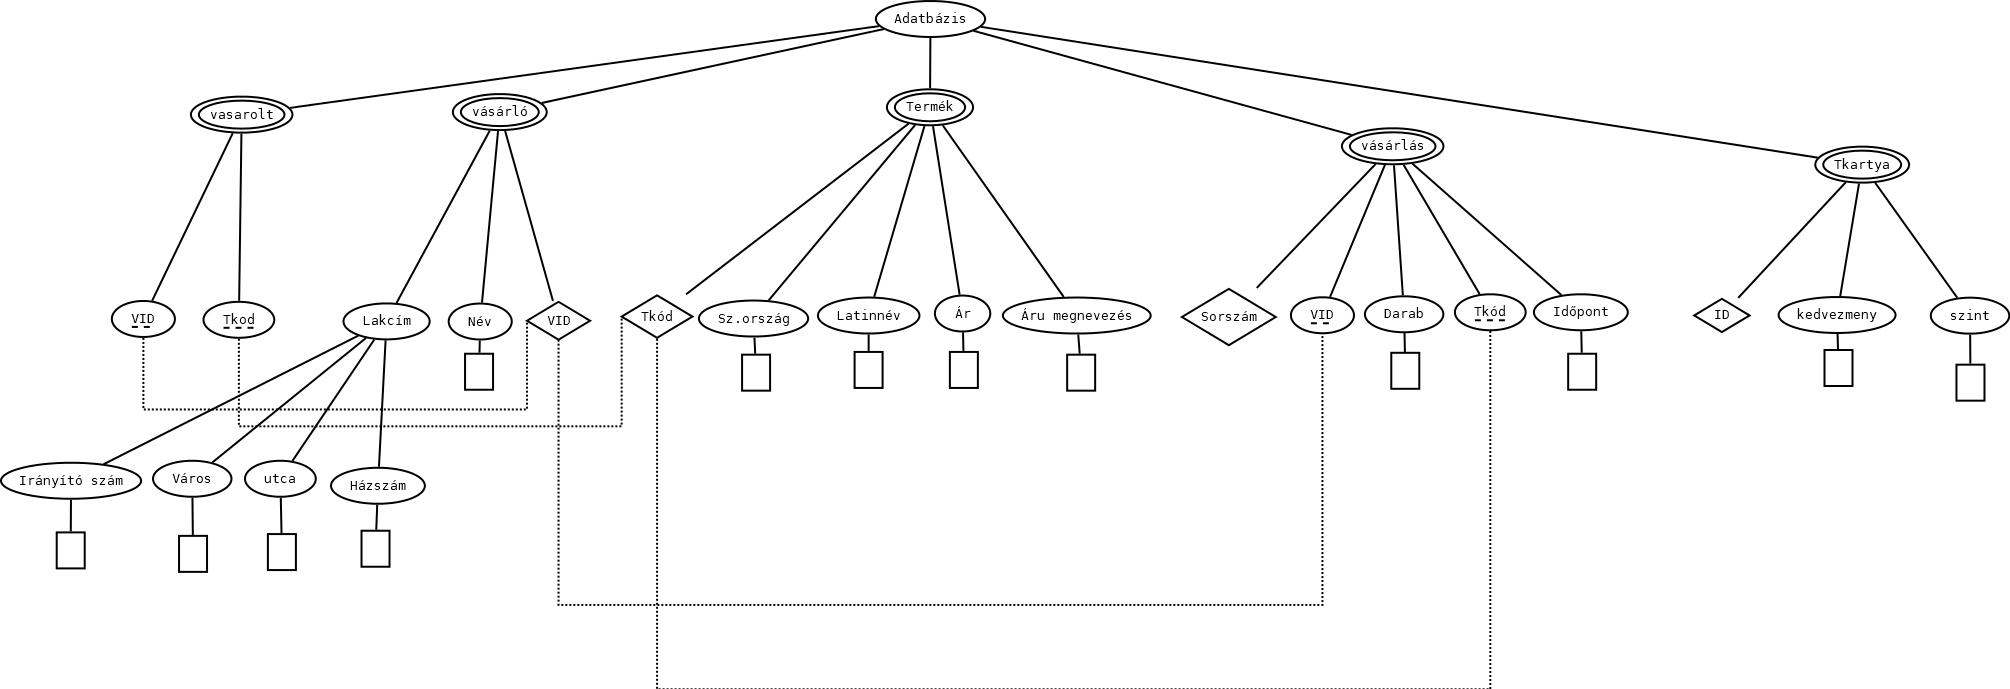 Adatbázis
vasarolt
vásárló
Termék
vásárlás
Tkartya
VID
Tkod
Lakcím
Név
VID
Tkód
Sz.ország
Latinnév
Ár
Áru megnevezés
Sorszám
VID
Darab
Tkód
Időpont
ID
kedvezmeny
szint
Irányító szám
Város
utca
Házszám